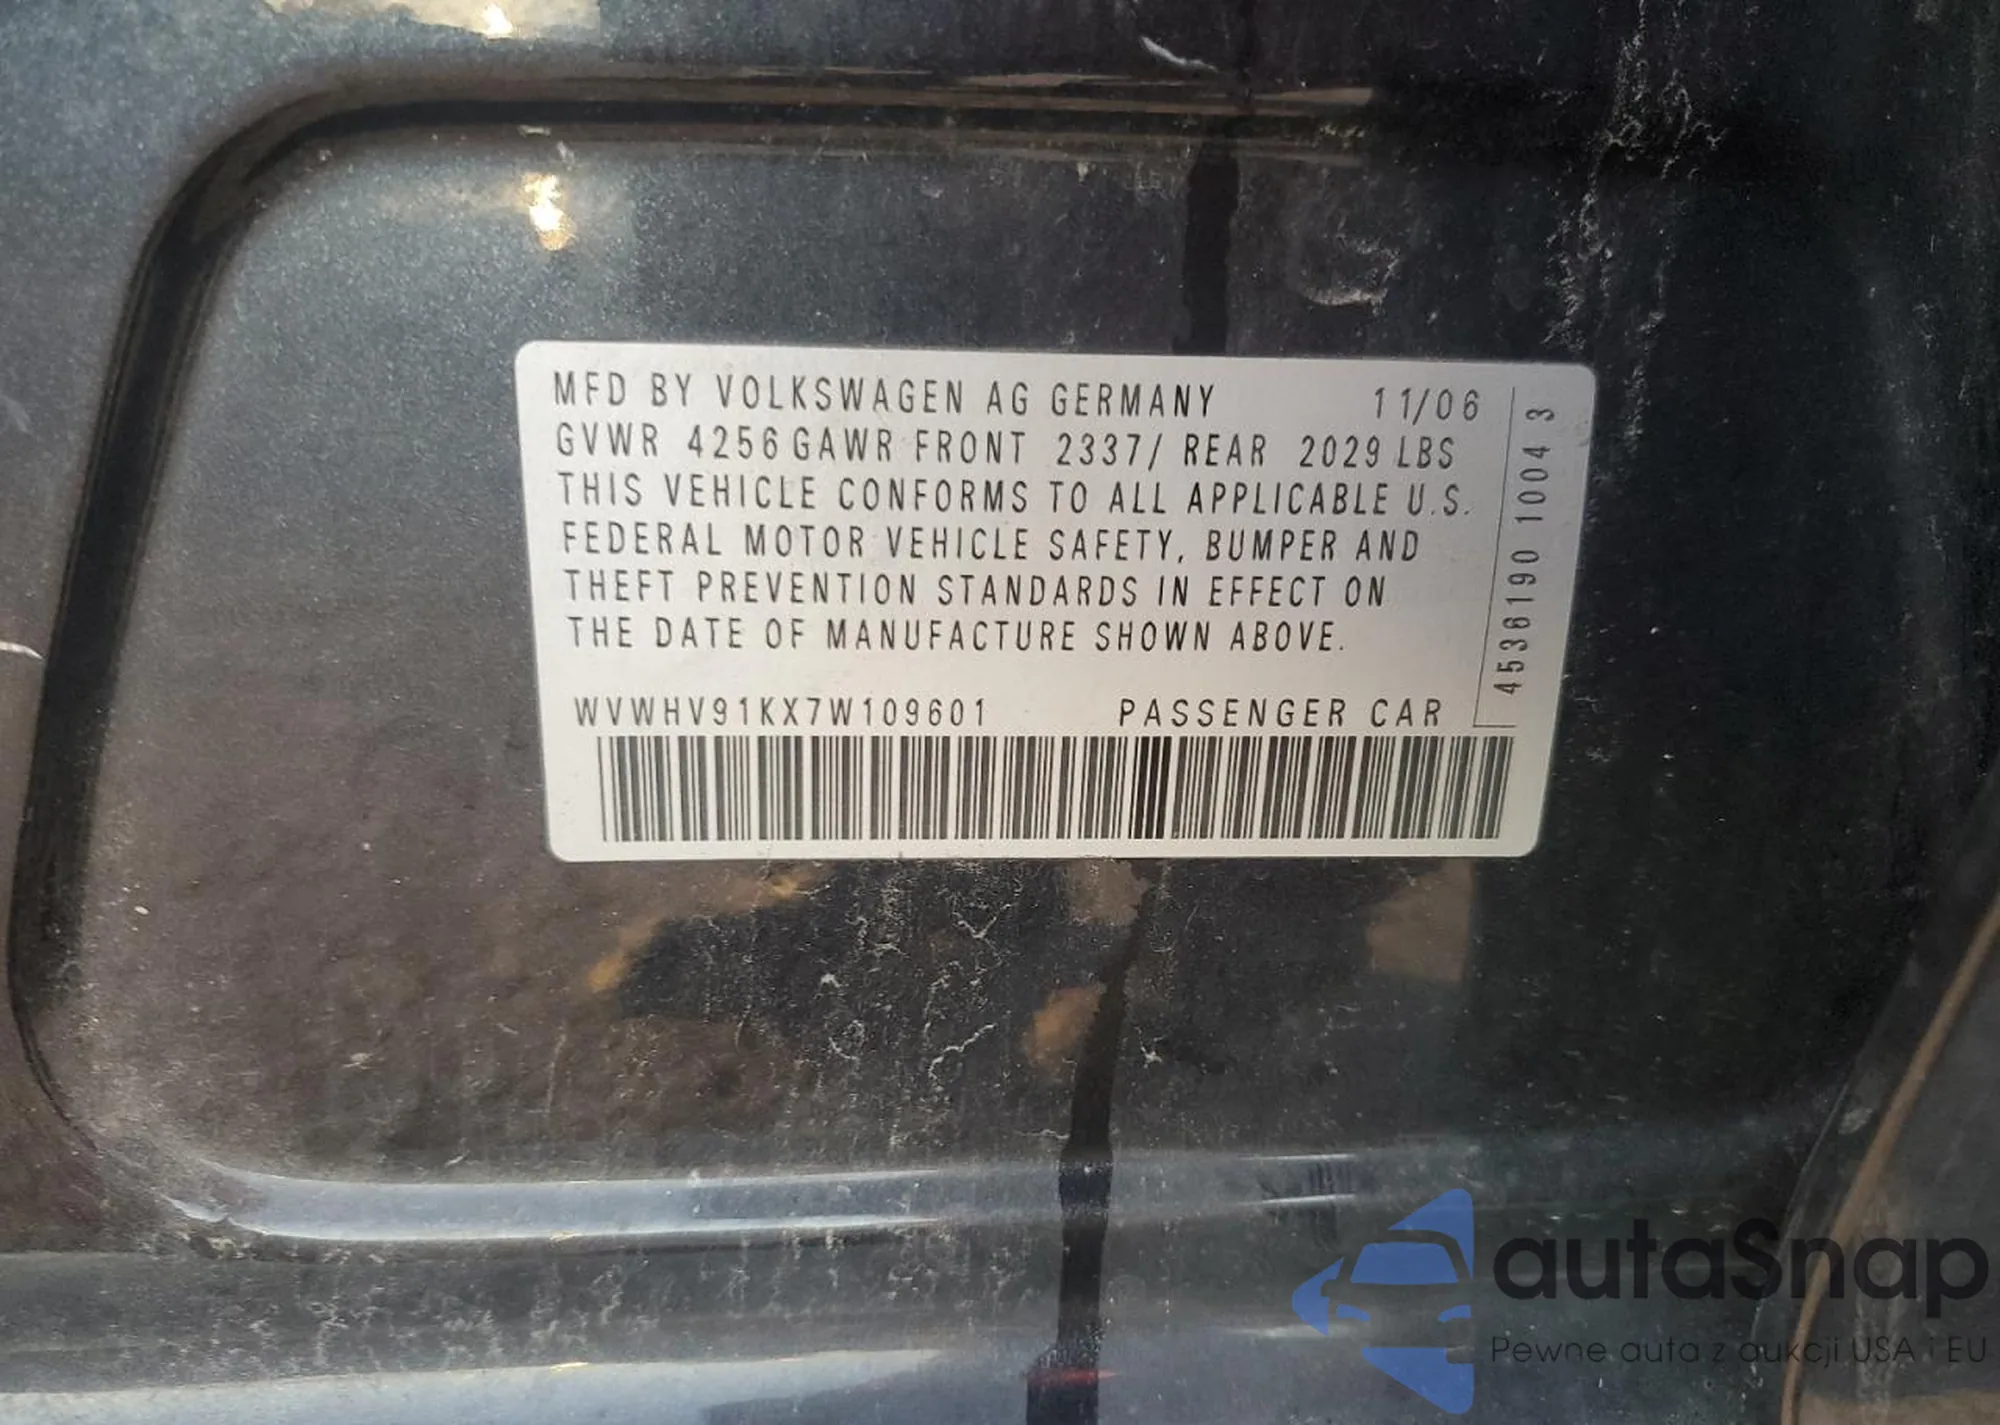 MFD BY VOLKSWAGEN AG GERMANY 11/06
GVWR 4256 GAWR FRONT 2337/ REAR 2029 LBS
THIS VEHICLE CONFORMS TO ALL APPLICABLE U.S.
FEDERAL MOTOR VEHICLE SAFETY, BUMPER AND
THEFT PREVENTION STANDARDS IN EFFECT ON
THE DATE OF MANUFACTURE SHOWN ABOVE.
WVWHV91KX7W109601 PASSENGER CAR
4536190 1004 3
autaSnap
Pewne auta z aukcji USA i EU